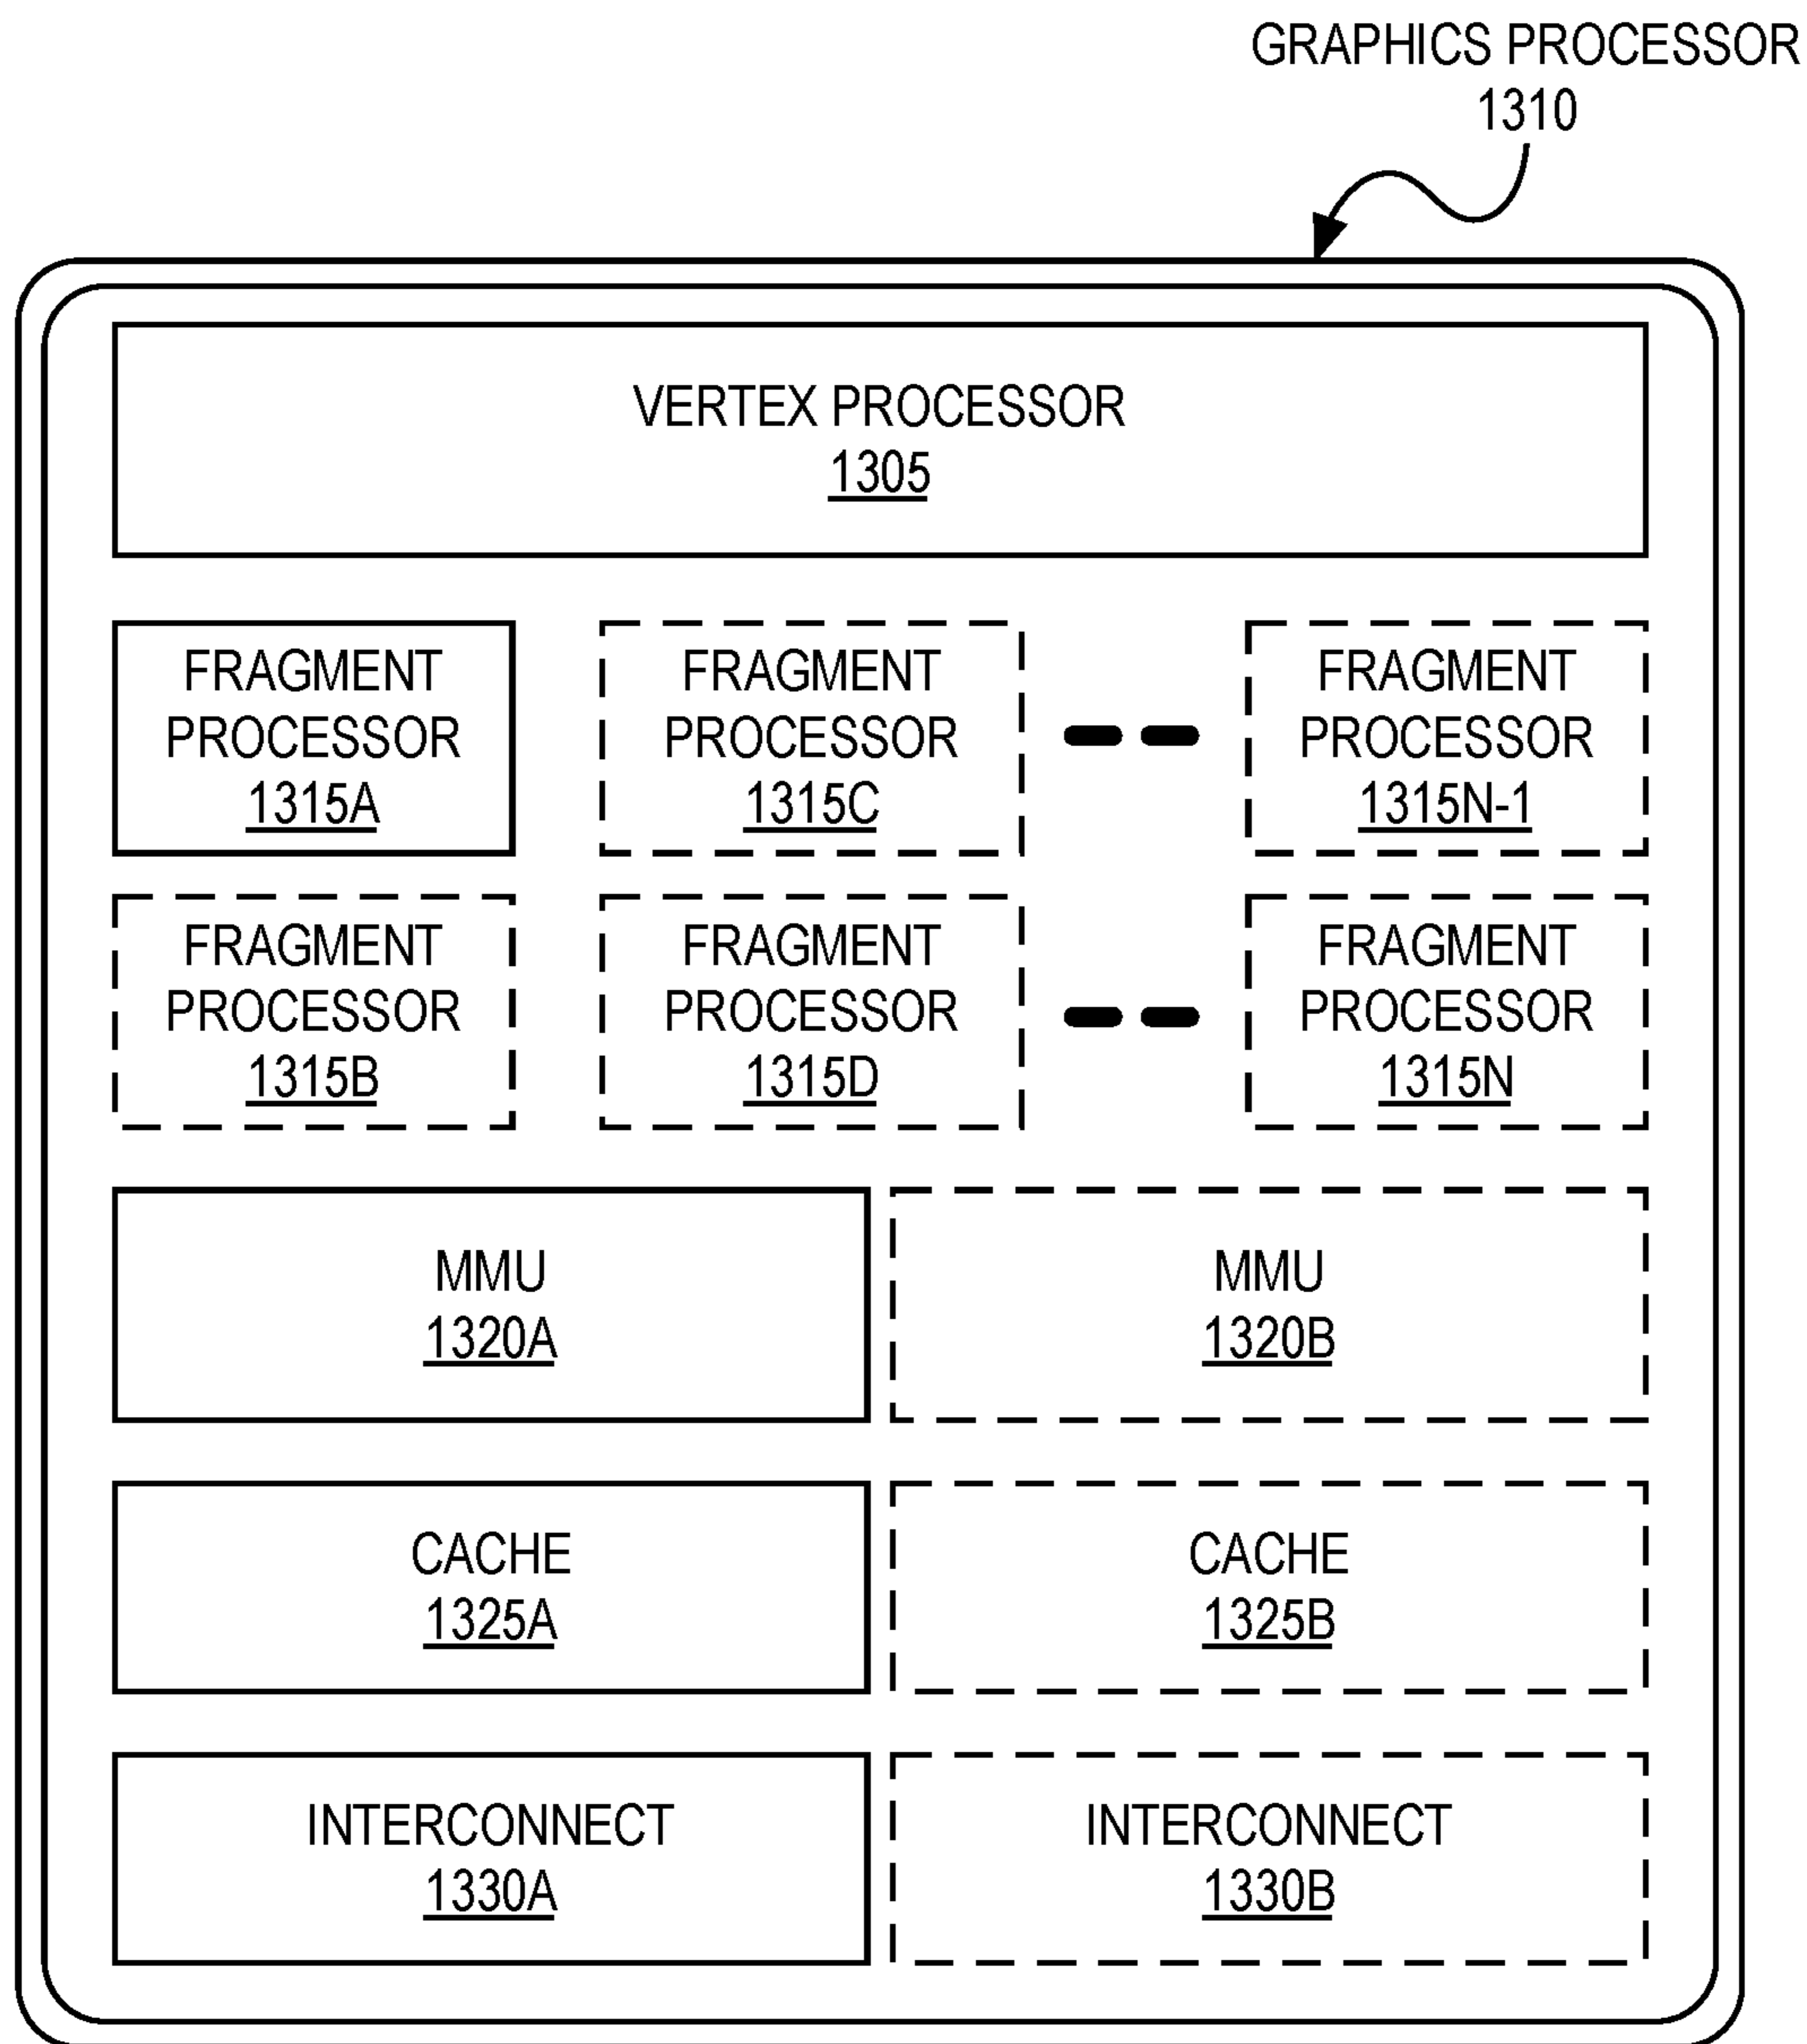 GRAPHICS PROCESSOR
1310
VERTEX PROCESSOR
1305
FRAGMENT
PROCESSOR
1315A
FRAGMENT
PROCESSOR
1315C
FRAGMENT
PROCESSOR
1315N-1
FRAGMENT
PROCESSOR
1315B
FRAGMENT
PROCESSOR
1315D
FRAGMENT
PROCESSOR
1315N
MMU
1320A
MMU
1320B
CACHE
1325A
CACHE
1325B
INTERCONNECT
1330A
INTERCONNECT
1330B